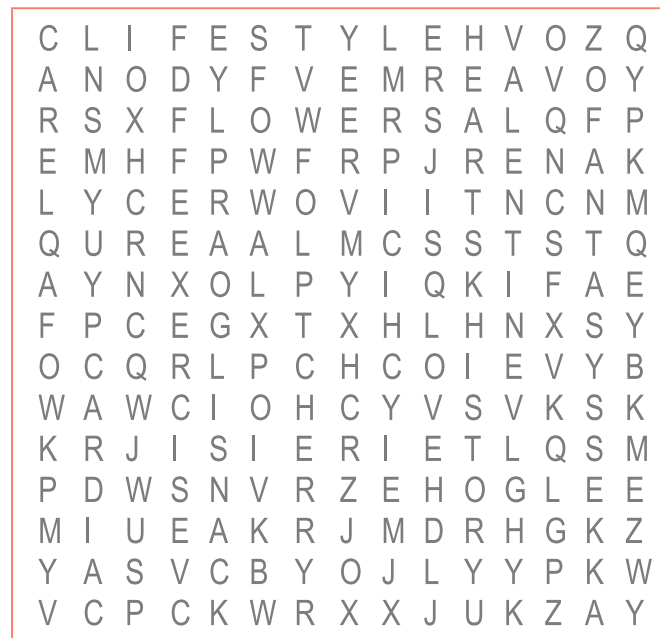 C L I F E S T Y L E H V O Z Q
A N O D Y F V E M R E A V O Y
R S X F L O W E R S A L Q F P
E M H F P W F R P J R E N A K
L Y C E R W O V I I T N C N M
Q U R E A A L M C S S T S T Q
A Y N X O L P Y I Q K I F A E
F P C E G X T X H L H N X S Y
O C Q R L P C H C O I E V Y B
W A W C I O H C Y V S V K S K
K R J I S I E R I E T L Q S M
P D W S N V R Z E H O G L E E
M I U E A K R J M D R H G K Z
Y A S V C B Y O J L Y Y P K W
V C P C K W R X X J U K Z A Y